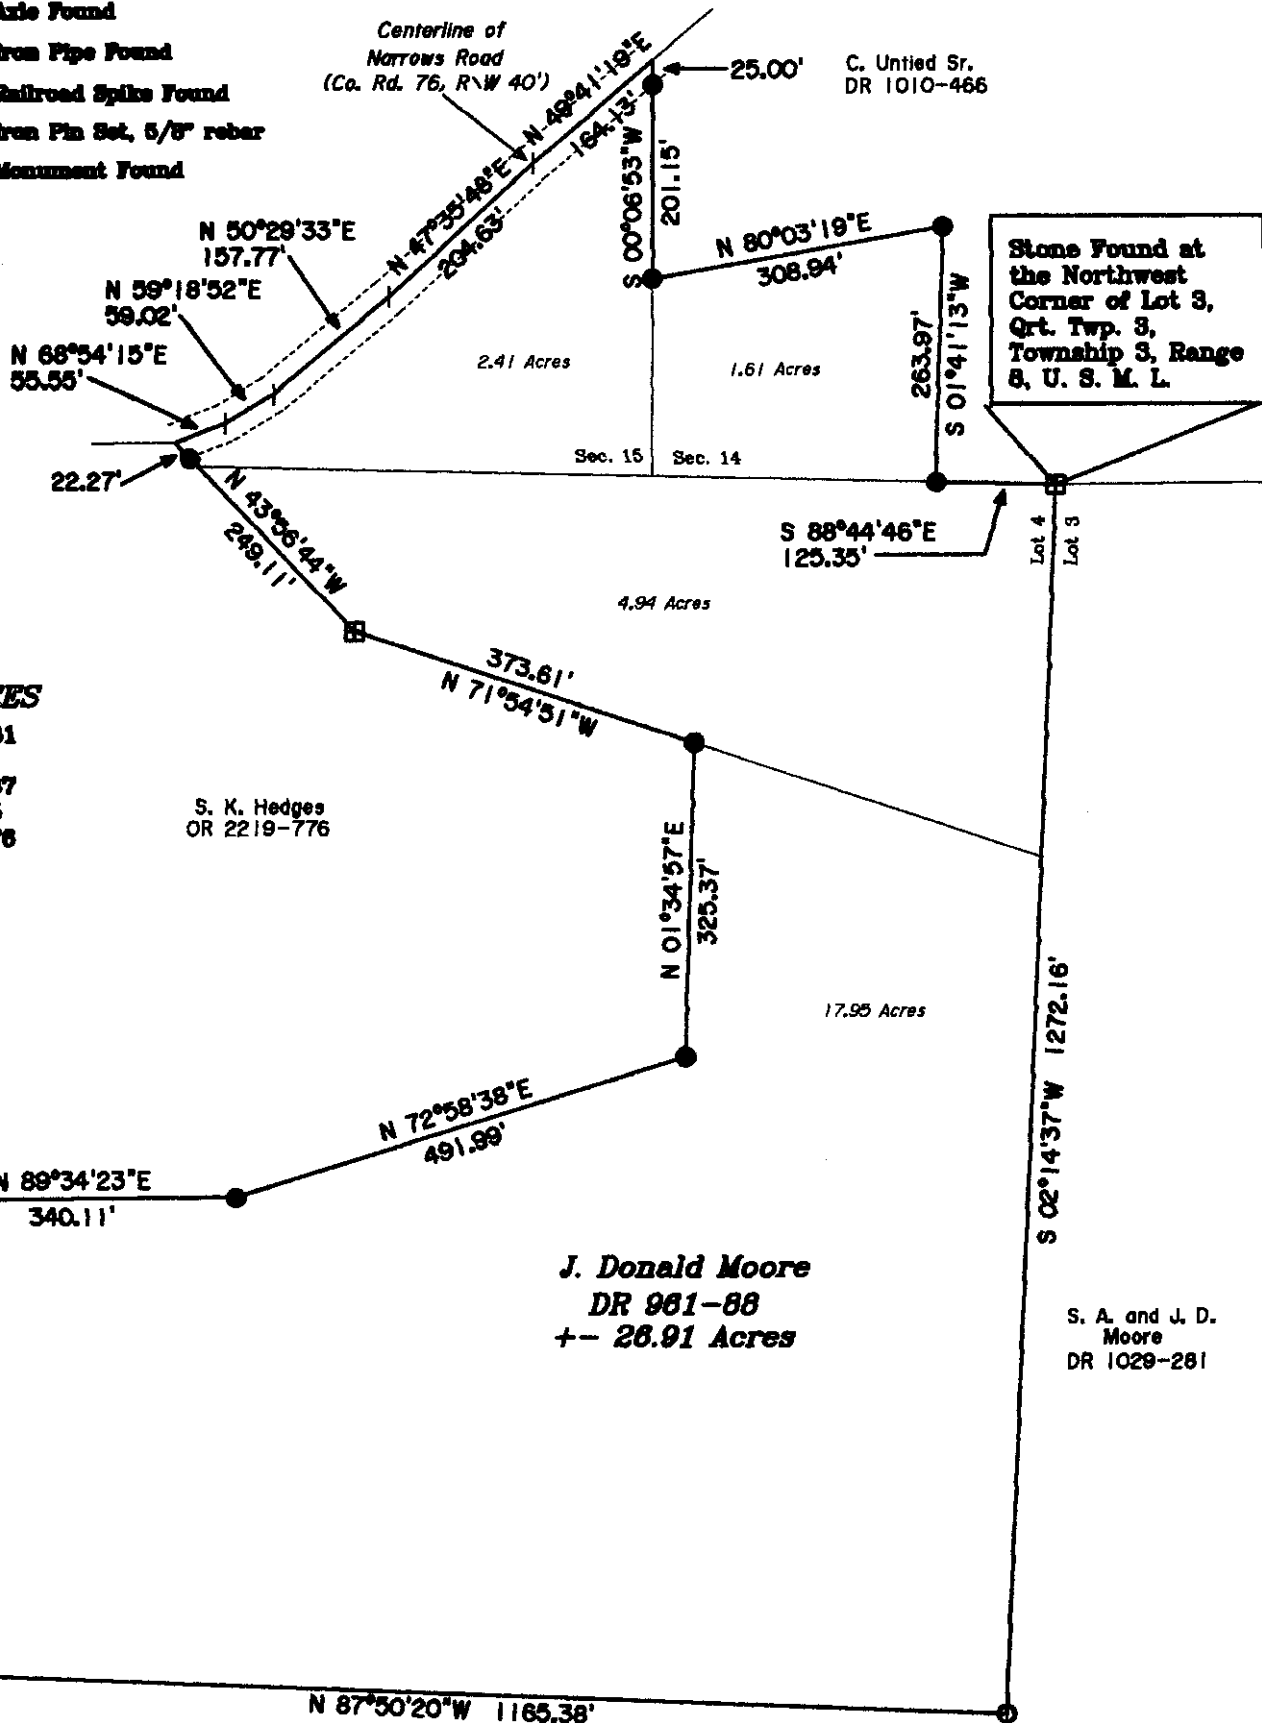 Axle Found
Iron Pipe Found
Railroad Spike Found
Iron Pin Set, 5/8" rebar
Monument Found
Centerline of
Narrows Road
(Co. Rd. 76, R\W 40')
N 49°41'19"E
164.13'
25.00'
C. Untied Sr.
DR 1010-466
N 47°35'48"E
204.63'
S 00°06'53"W
201.15'
N 50°29'33"E
157.77'
N 80°03'19"E
308.94'
Stone Found at
the Northwest
Corner of Lot 3,
Qrt. Twp. 3,
Township 3, Range
8, U. S. M. L.
N 59°18'52"E
59.02'
N 68°54'15"E
55.55'
2.41 Acres
1.61 Acres
263.97'
S 01°41'13"W
Sec. 15
Sec. 14
22.27'
N 43°56'44"W
249.11'
S 88°44'46"E
125.35'
Lot 4
Lot 3
4.94 Acres
373.61'
N 71°54'51"W
S. K. Hedges
OR 2219-776
N 01°34'57"E
325.37'
17.95 Acres
S 02°14'37"W 1272.16'
N 72°58'38"E
491.99'
N 89°34'23"E
340.11'
J. Donald Moore
DR 961-88
+- 26.91 Acres
S. A. and J. D.
Moore
DR 1029-281
N 87°50'20"W 1165.38'